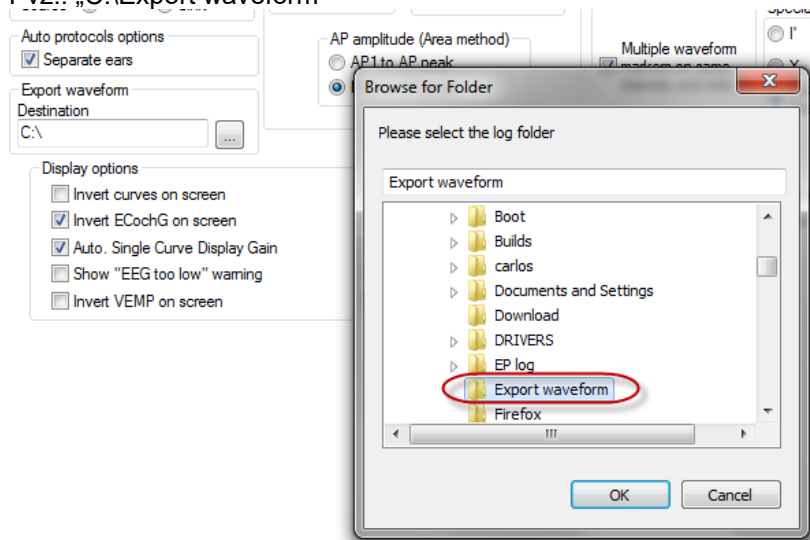 „C:\Export waveform
Auto protocols options
Separate ears
AP amplitude (Area method)
AP1 to AP peak
Multiple waveform
Export waveform
Destination
C:\
...
Display options
Invert curves on screen
Invert ECochG on screen
Auto. Single Curve Display Gain
Show "EEG too low" warning
Invert VEMP on screen
Browse for Folder
Please select the log folder
Export waveform
Boot
Builds
carlos
Documents and Settings
Download
DRIVERS
EP log
Export waveform
Firefox
OK
Cancel